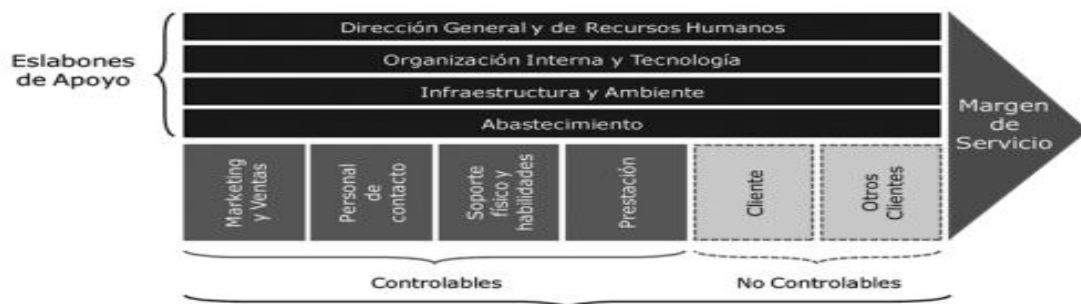 Dirección General y de Recursos Humanos
Organización Interna y Tecnología
Infraestructura y Ambiente
Abastecimiento
Eslabones
de Apoyo
Marketing
y Ventas
Personal
de
contacto
Soporte
físico y
habilidades
Prestación
Cliente
Otros
Clientes
Margen
de
Servicio
Controlables
No Controlables